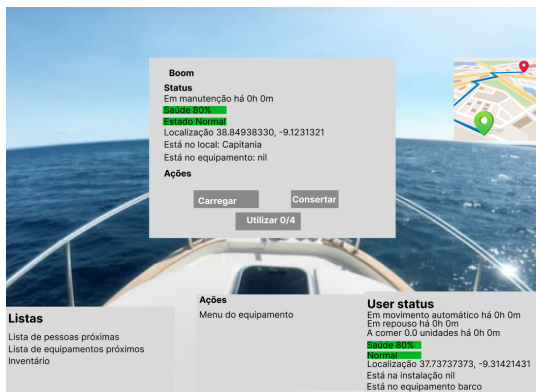 Boom
Status
Em manutenção há 0h 0m
Saúde 80%
Estado Normal
Localização 38.84938330, -9.1231321
Está no local: Capitania
Está no equipamento: nil
Ações
Carregar
Consertar
Utilizar 0/4
Listas
Lista de pessoas próximas
Lista de equipamentos próximos
Inventário
Ações
Menu do equipamento
User status
Em movimento automático há 0h 0m
Em repouso há 0h 0m
A comer 0.0 unidades há 0h 0m
Saúde 80%
Normal
Localização 37.73737373, -9.31421431
Está na instalação nil
Está no equipamento barco